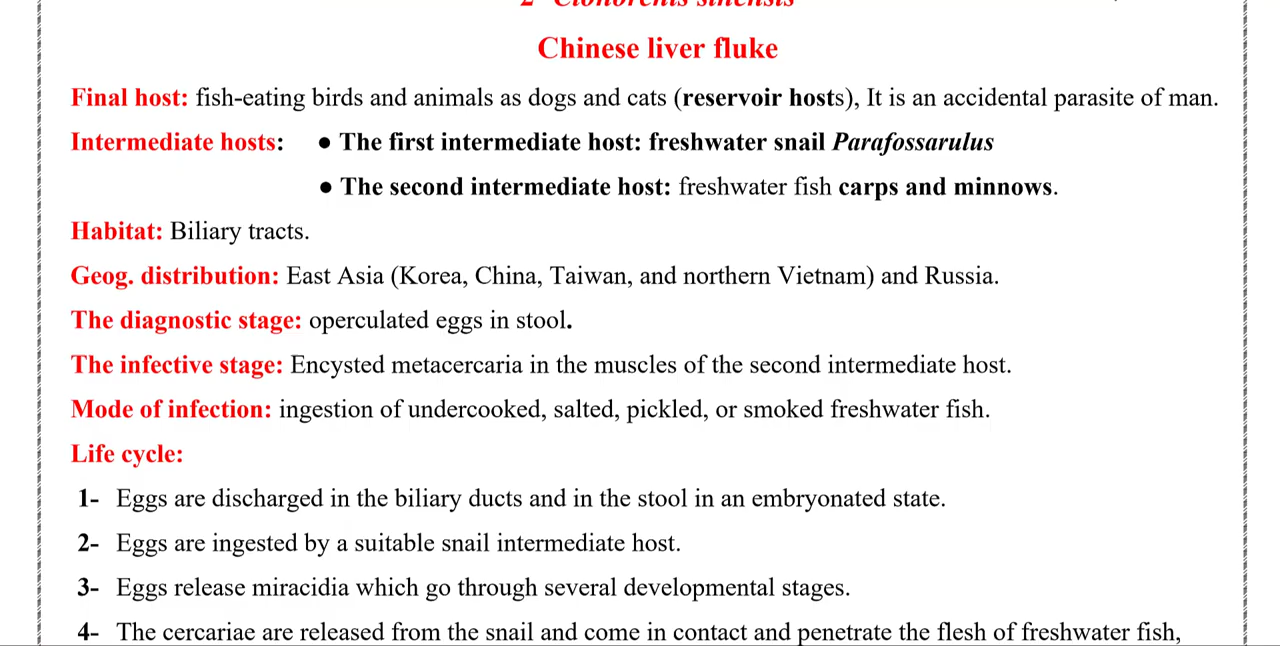 2- Clonorchis sinensis
Chinese liver fluke
Final host: fish-eating birds and animals as dogs and cats (reservoir hosts), It is an accidental parasite of man.
Intermediate hosts: ● The first intermediate host: freshwater snail Parafossarulus
● The second intermediate host: freshwater fish carps and minnows.
Habitat: Biliary tracts.
Geog. distribution: East Asia (Korea, China, Taiwan, and northern Vietnam) and Russia.
The diagnostic stage: operculated eggs in stool.
The infective stage: Encysted metacercaria in the muscles of the second intermediate host.
Mode of infection: ingestion of undercooked, salted, pickled, or smoked freshwater fish.
Life cycle:
1- Eggs are discharged in the biliary ducts and in the stool in an embryonated state.
2- Eggs are ingested by a suitable snail intermediate host.
3- Eggs release miracidia which go through several developmental stages.
4- The cercariae are released from the snail and come in contact and penetrate the flesh of freshwater fish,